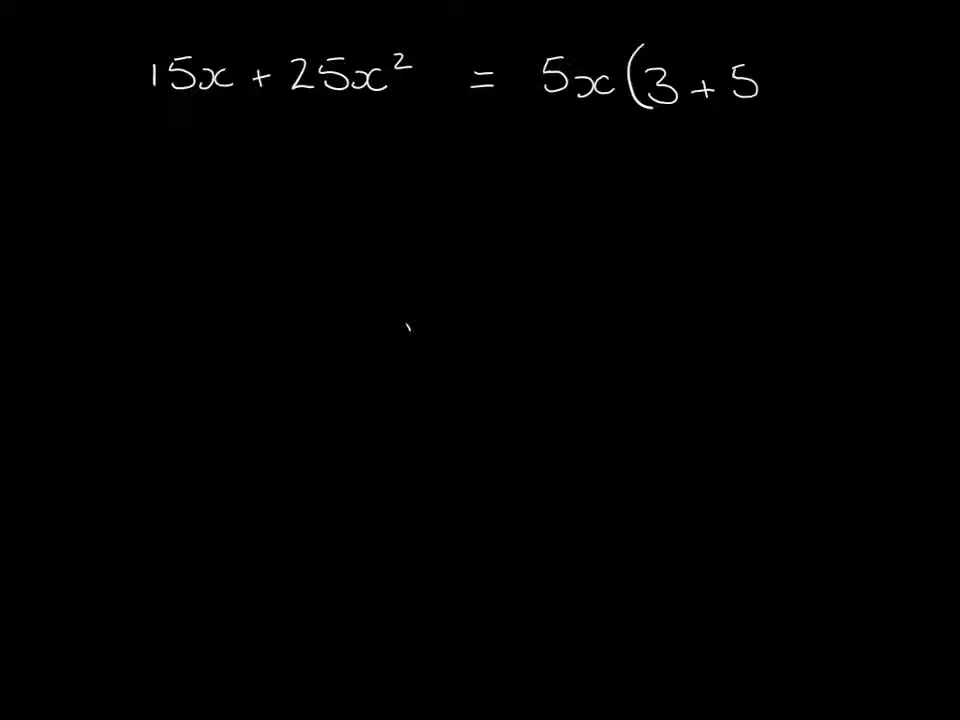 15x + 25x² = 5x(3 + 5